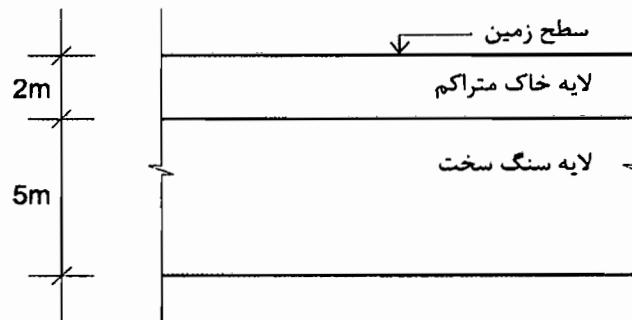 سطح زمین
2m
لایه خاک متراکم
لایه سنگ سخت
5m